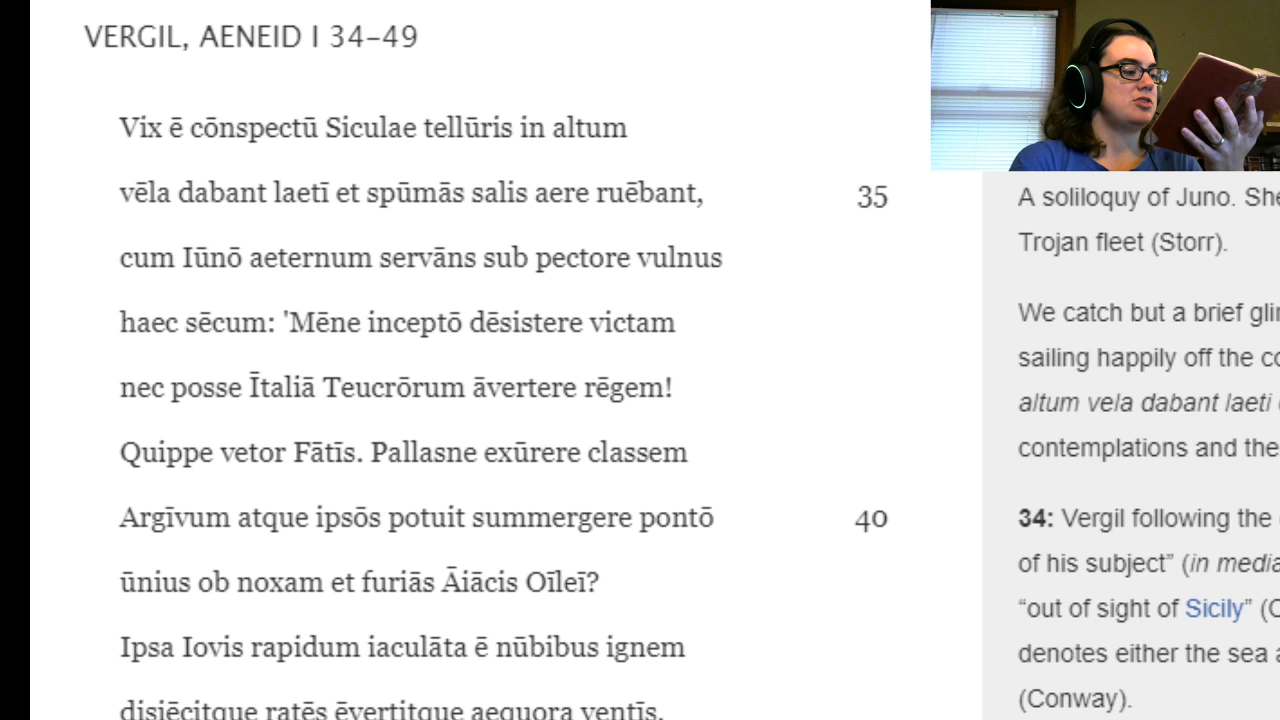 VERGIL, AENEID I 34–49
Vix ē cōnspectū Siculae tellūris in altum
vēla dabant laetī et spūmās salis aere ruēbant,
35
cum Iūnō aeternum servāns sub pectore vulnus
haec sēcum: 'Mēne inceptō dēsistere victam
nec posse Ītaliā Teucrōrum āvertere rēgem!
Quippe vetor Fātīs. Pallasne exūrere classem
Argīvum atque ipsōs potuit summergere pontō
40
ūnius ob noxam et furiās Āiācis Oīleī?
Ipsa Iovis rapidum iaculāta ē nūbibus ignem
disiēcitque ratēs ēvertitque aequora ventīs,
A soliloquy of Juno. She
Trojan fleet (Storr).
We catch but a brief
sailing happily off the
altum vela dabant laeti
contemplations and the
34: Vergil following the
of his subject” (in
“out of sight of Sicily”
denotes either the sea
(Conway).